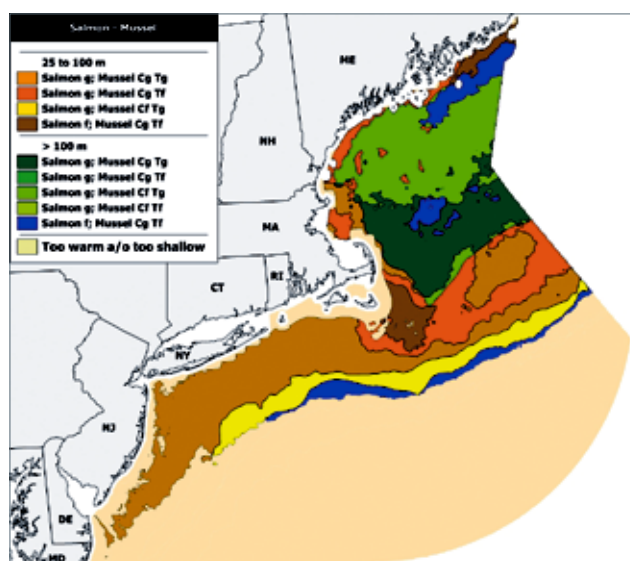 Salmon - Mussel
25 to 100 m
Salmon g; Mussel Cg Tg
Salmon g; Mussel Cg Tf
Salmon g; Mussel Cf Tg
Salmon f; Mussel Cg Tf
> 100 m
Salmon g; Mussel Cg Tg
Salmon g; Mussel Cg Tf
Salmon g; Mussel Cf Tg
Salmon g; Mussel Cf Tf
Salmon f; Mussel Cg Tf
Too warm a/o too shallow
ME
NH
MA
CT
RI
NY
NJ
DE
MD